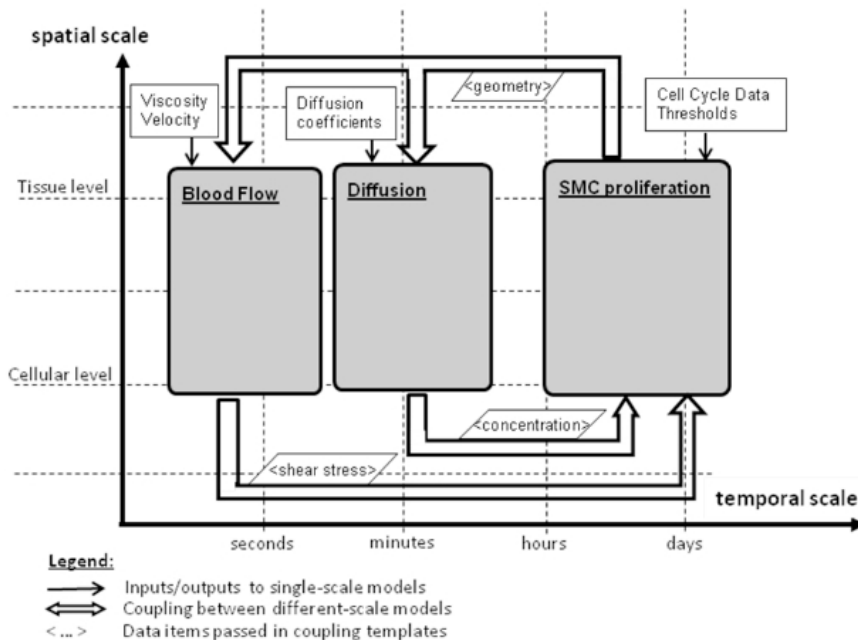 spatial scale
<geometry>
Viscosity
Velocity
Diffusion
coefficients
Cell Cycle Data
Thresholds
Tissue level
Blood Flow
Diffusion
SMC proliferation
Cellular level
<concentration>
<shear stress>
temporal scale
seconds
minutes
hours
days
Legend:
Inputs/outputs to single-scale models
Coupling between different-scale models
< ... > Data items passed in coupling templates